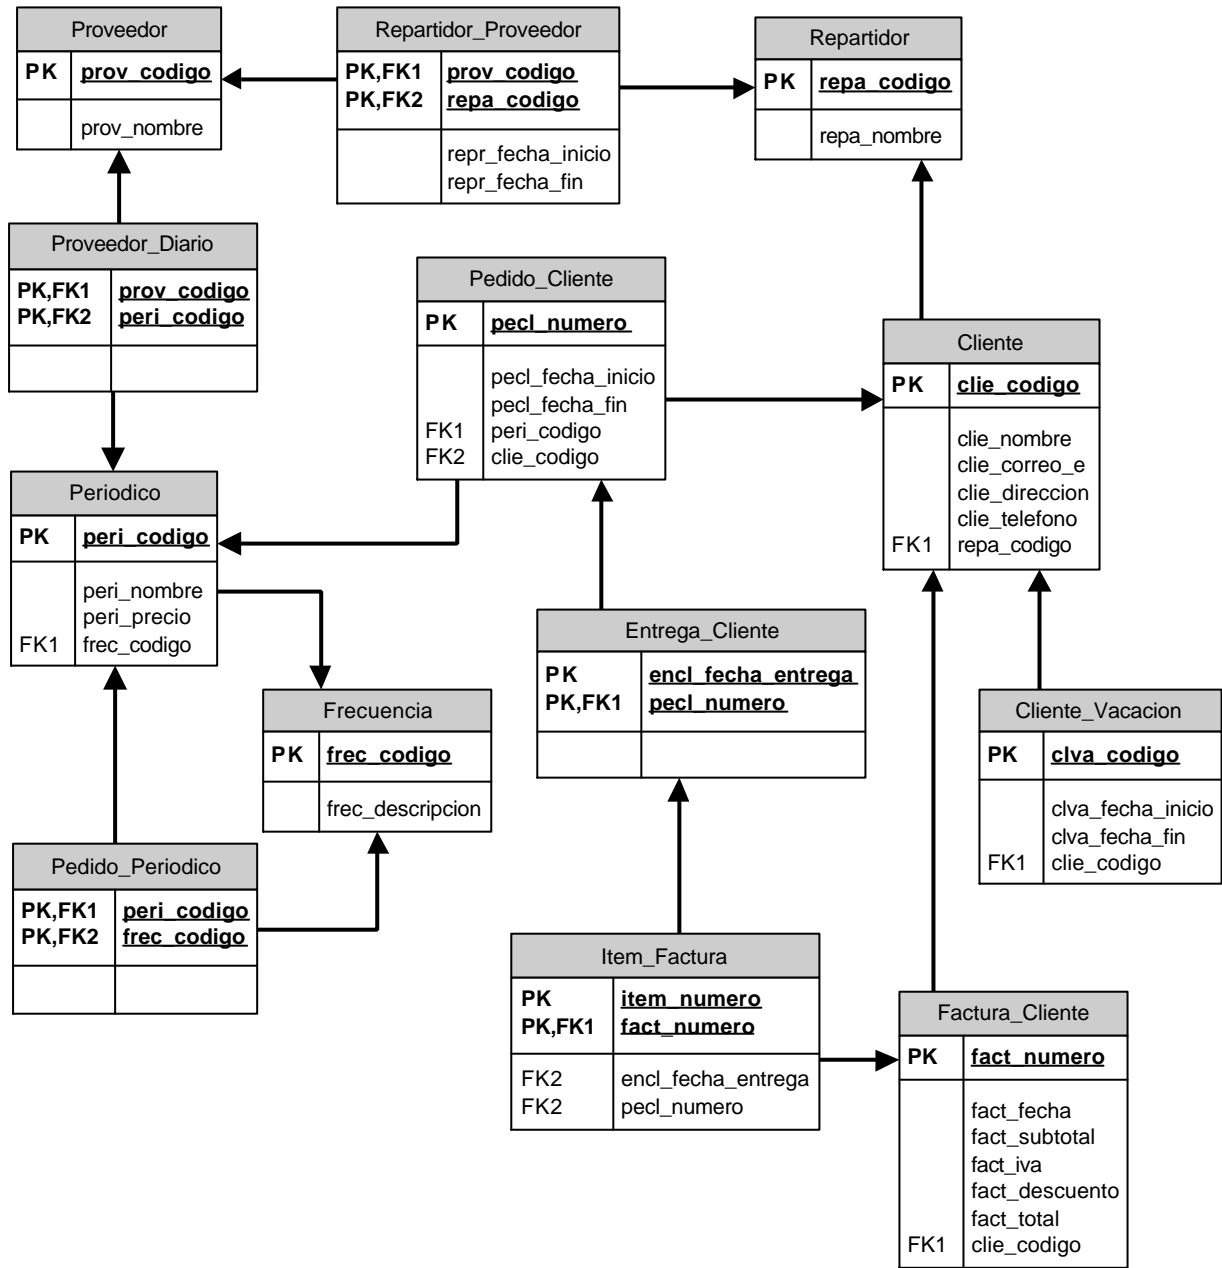 Proveedor
PK prov_codigo
prov_nombre
Repartidor_Proveedor
PK,FK1 prov_codigo
PK,FK2 repa_codigo
repr_fecha_inicio
repr_fecha_fin
Repartidor
PK repa_codigo
repa_nombre
Proveedor_Diario
PK,FK1 prov_codigo
PK,FK2 peri_codigo
Pedido_Cliente
PK pecl_numero
pecl_fecha_inicio
pecl_fecha_fin
FK1 peri_codigo
FK2 clie_codigo
Cliente
PK clie_codigo
clie_nombre
clie_correo_e
clie_direccion
clie_telefono
FK1 repa_codigo
Periodico
PK peri_codigo
peri_nombre
peri_precio
FK1 frec_codigo
Entrega_Cliente
PK encl_fecha_entrega
PK,FK1 pecl_numero
Frecuencia
PK frec_codigo
frec_descripcion
Cliente_Vacacion
PK clva_codigo
clva_fecha_inicio
clva_fecha_fin
FK1 clie_codigo
Pedido_Periodico
PK,FK1 peri_codigo
PK,FK2 frec_codigo
Item_Factura
PK item_numero
PK,FK1 fact_numero
FK2 encl_fecha_entrega
FK2 pecl_numero
Factura_Cliente
PK fact_numero
fact_fecha
fact_subtotal
fact_iva
fact_descuento
fact_total
FK1 clie_codigo